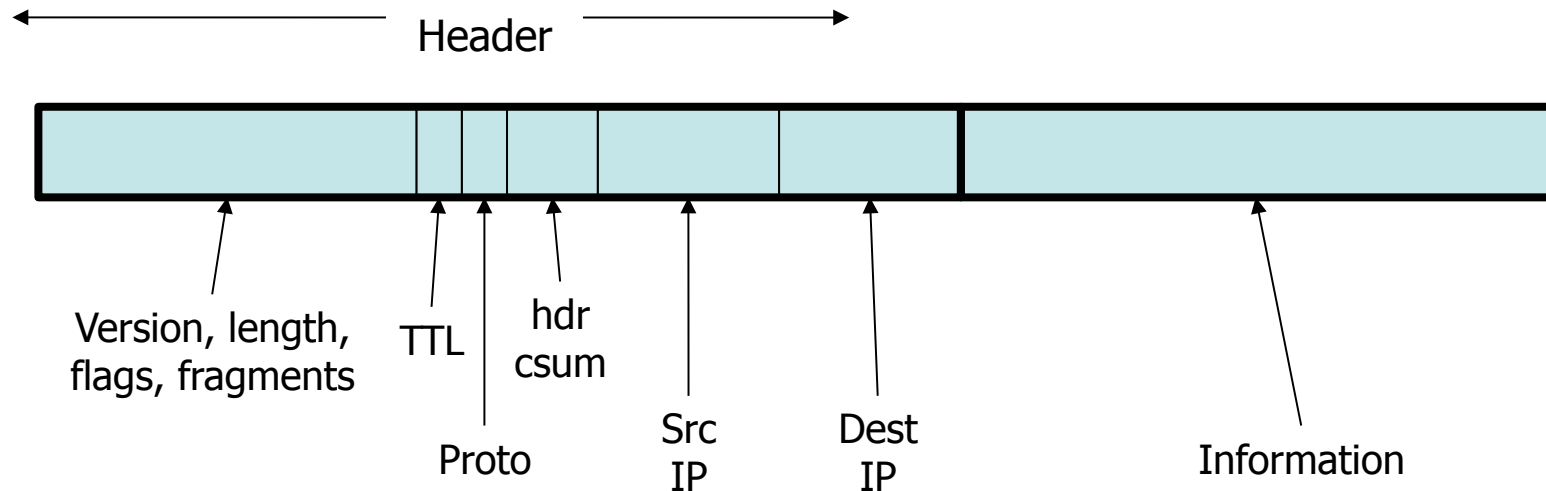 Header
Version, length,
flags, fragments
TTL
Proto
hdr
csum
Src
IP
Dest
IP
Information